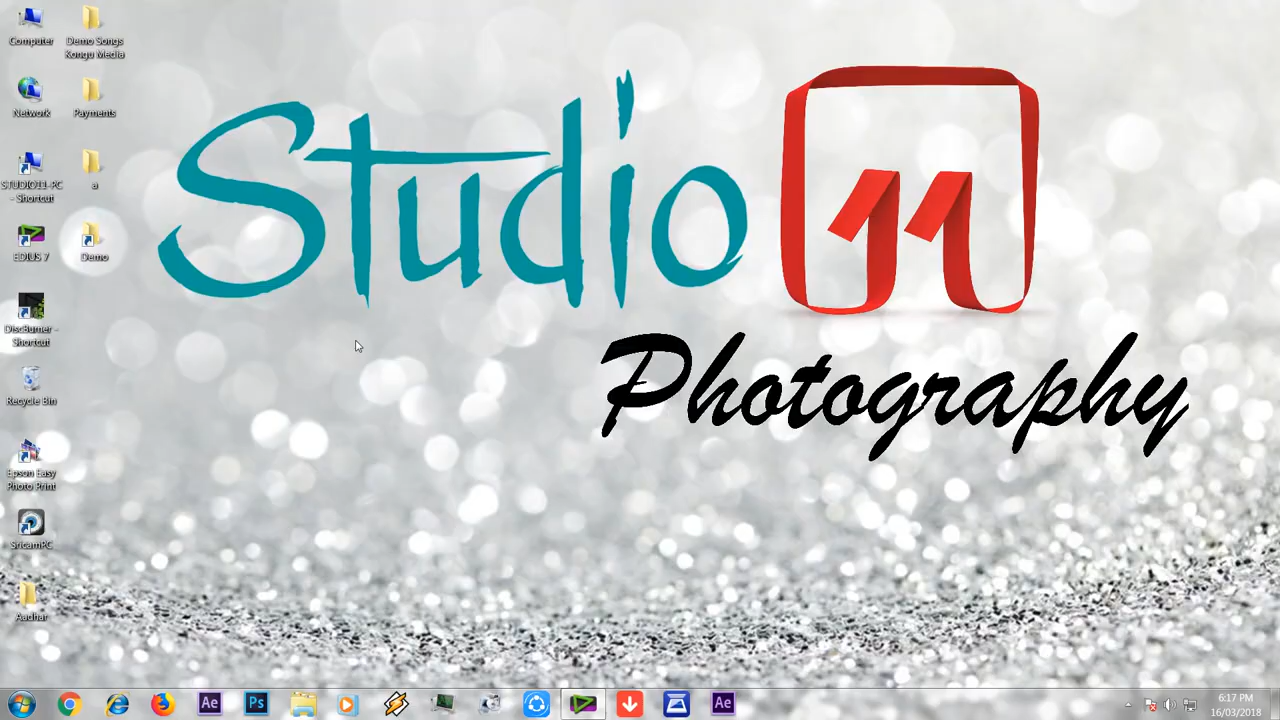 Computer
Demo Songs
Kongu Media
Network
Payments
STUDIO11-PC
- Shortcut
a
EDIUS 7
Demo
DiscBurner -
Shortcut
Recycle Bin
Epson Easy
Photo Print
SricamPC
Aadhar
Studio 11
Photography
Ae
Ps
Ae
6:17 PM
16/03/2018